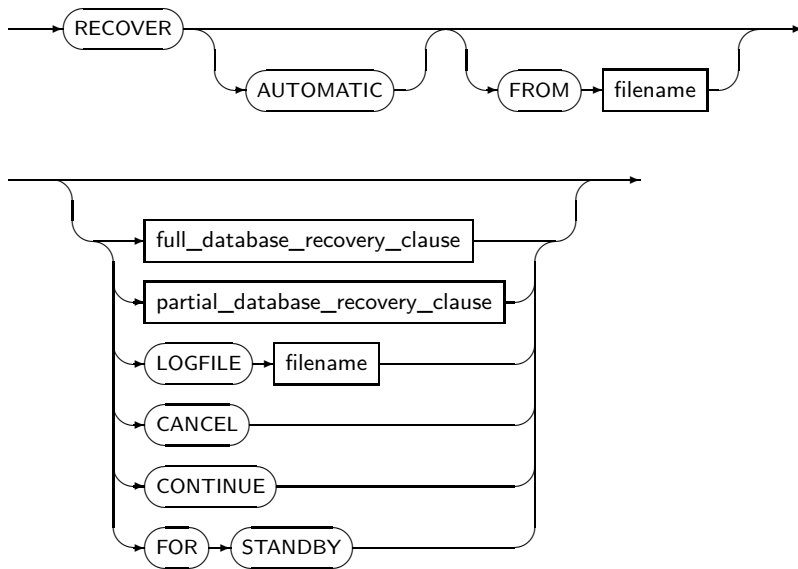 RECOVER
AUTOMATIC FROM filename
full_database_recovery_clause
partial_database_recovery_clause
LOGFILE filename
CANCEL
CONTINUE
FOR STANDBY